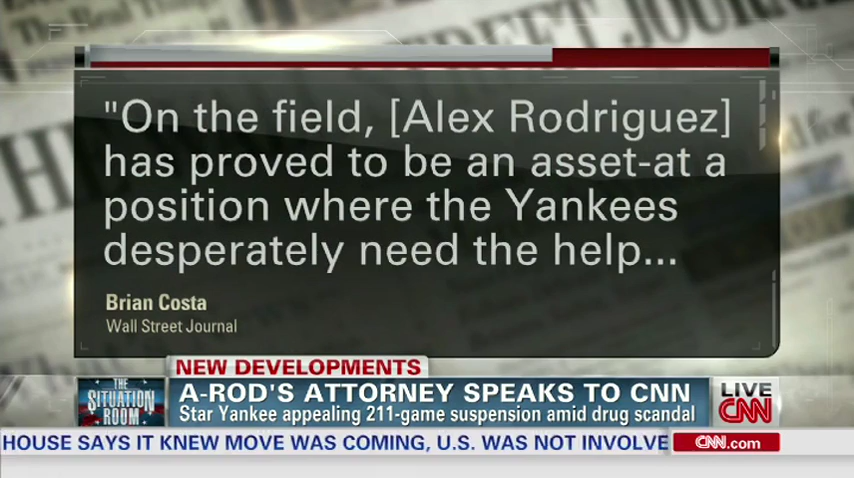 "On the field, [Alex Rodriguez]
has proved to be an asset-at a
position where the Yankees
desperately need the help...
Brian Costa
Wall Street Journal
NEW DEVELOPMENTS
THE
SITUATION
ROOM
A-ROD'S ATTORNEY SPEAKS TO CNN
Star Yankee appealing 211-game suspension amid drug scandal
LIVE
CNN
HOUSE SAYS IT KNEW MOVE WAS COMING, U.S. WAS NOT INVOLVE
CNN.com